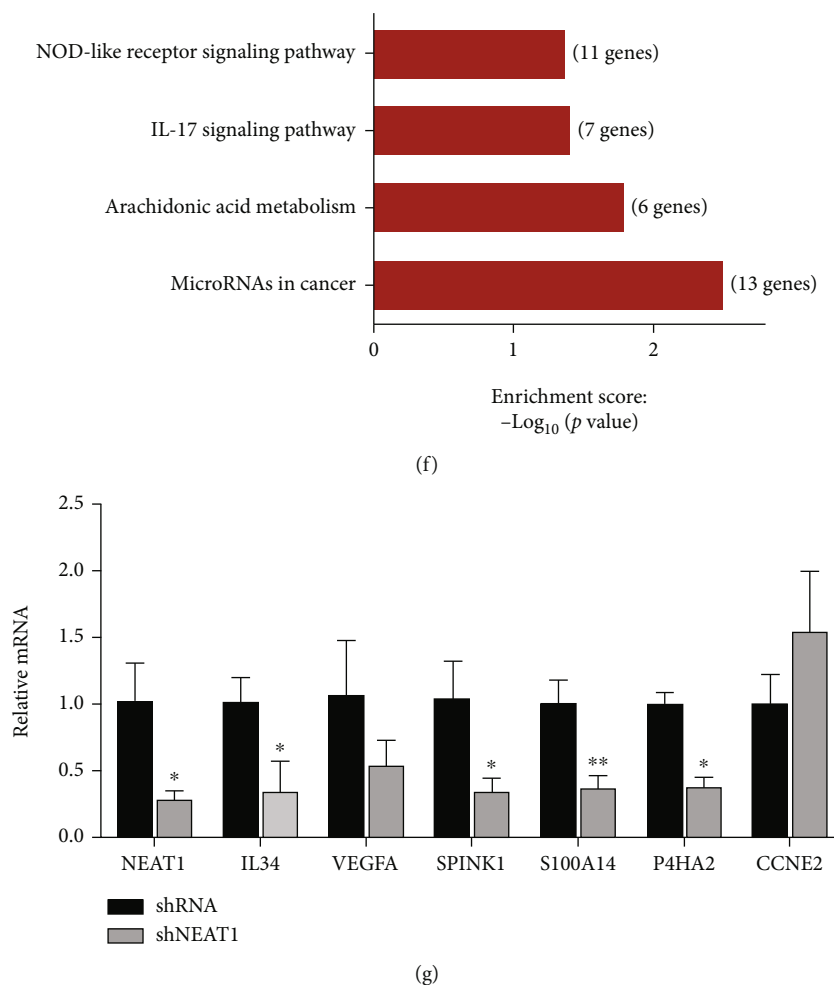 NOD-like receptor signaling pathway (11 genes)
IL-17 signaling pathway (7 genes)
Arachidonic acid metabolism (6 genes)
MicroRNAs in cancer (13 genes)
0 1 2
Enrichment score:
–Log₁₀ (p value)
(f)
Relative mRNA
2.5
2.0
1.5
1.0
0.5
0.0
* * * ** *
NEAT1 IL34 VEGFA SPINK1 S100A14 P4HA2 CCNE2
shRNA
shNEAT1
(g)